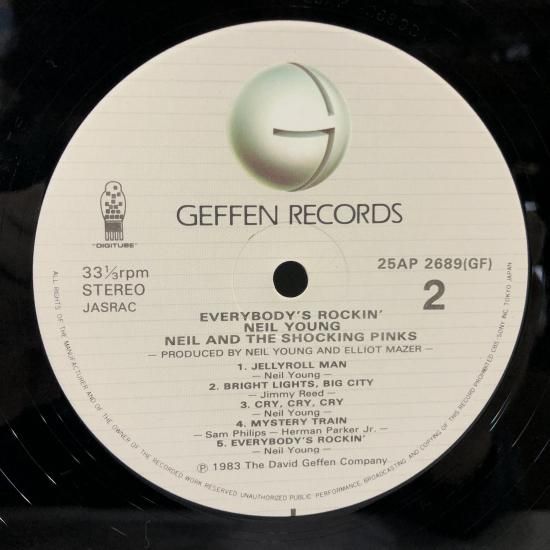 GEFFEN RECORDS
"DIGITUBE"
33⅓rpm
STEREO
JASRAC
25AP 2689(GF)
2
EVERYBODY'S ROCKIN'
NEIL YOUNG
NEIL AND THE SHOCKING PINKS
— PRODUCED BY NEIL YOUNG AND ELLIOT MAZER —
1. JELLYROLL MAN
— Neil Young —
2. BRIGHT LIGHTS, BIG CITY
— Jimmy Reed —
3. CRY, CRY, CRY
— Neil Young —
4. MYSTERY TRAIN
— Sam Philips — Herman Parker Jr. —
5. EVERYBODY'S ROCKIN'
— Neil Young —
℗ 1983 The David Geffen Company
ALL RIGHTS OF THE MANUFACTURER AND OF THE OWNER OF THE RECORDED WORK RESERVED. UNAUTHORIZED PUBLIC PERFORMANCE, BROADCASTING AND COPYING OF THIS RECORD PROHIBITED. CBS/SONY INC. TOKYO JAPAN